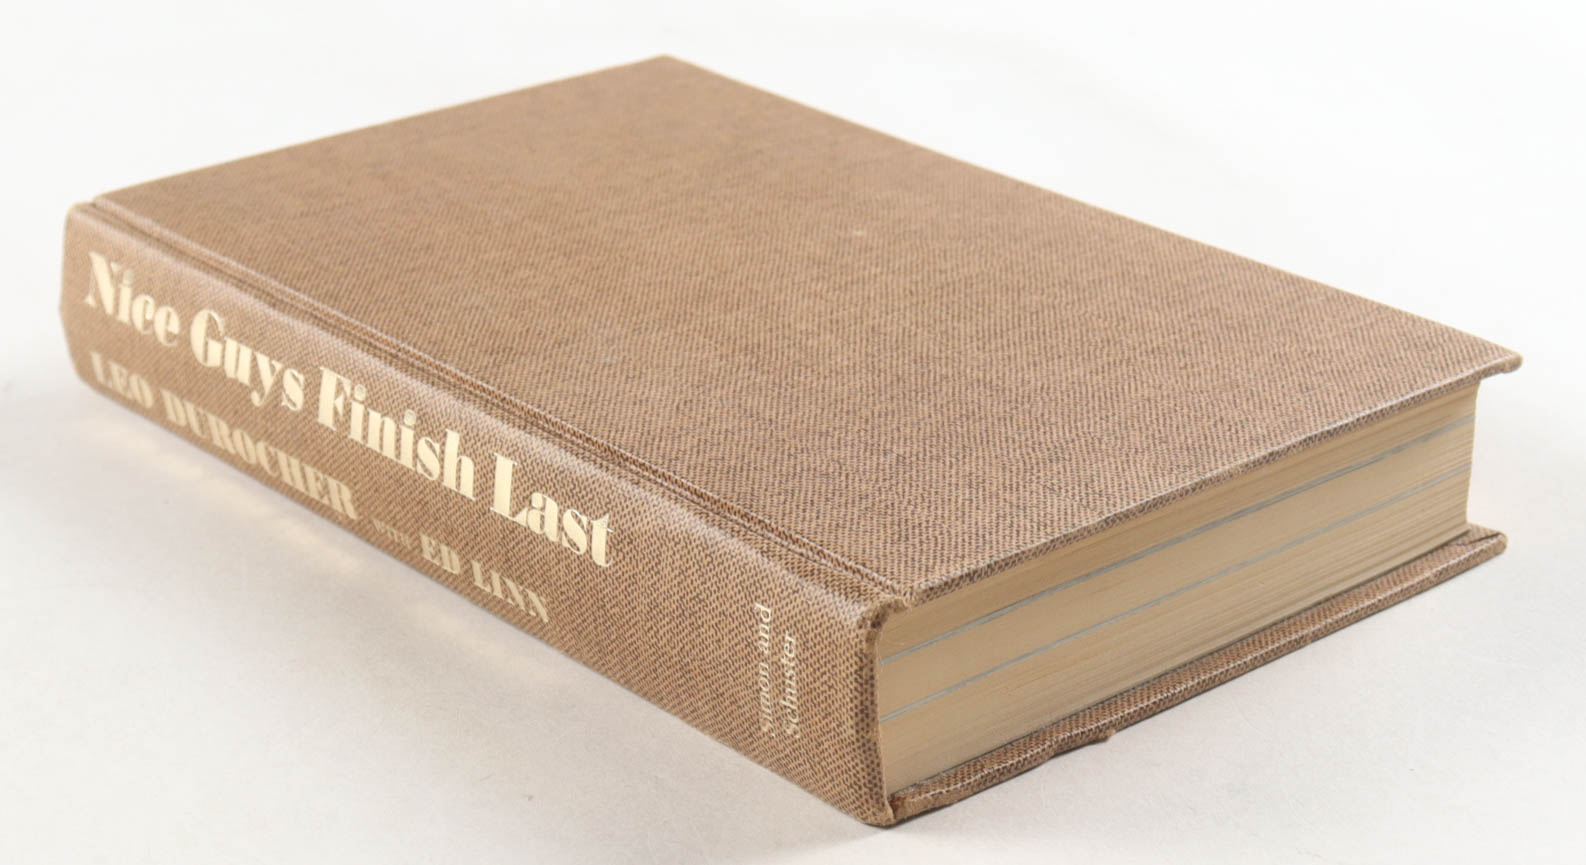 Nice Guys Finish Last
LEO DUROCHER WITH ED LINN
Simon and
Schuster